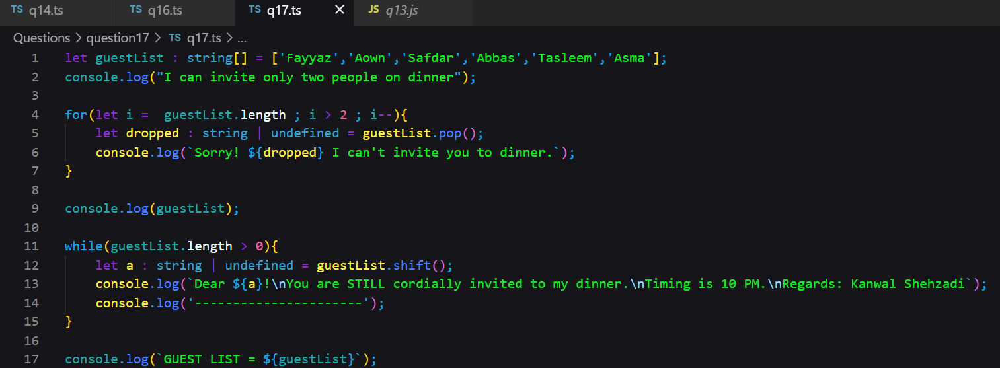 TS q14.ts TS q16.ts TS q17.ts × JS q13.js
Questions > question17 > TS q17.ts > ...
1 let guestList : string[] = ['Fayyaz','Aown','Safdar','Abbas','Tasleem','Asma'];
2 console.log("I can invite only two people on dinner");
3
4 for(let i =  guestList.length ; i > 2 ; i--){
5     let dropped : string | undefined = guestList.pop();
6     console.log(`Sorry! ${dropped} I can't invite you to dinner.`);
7 }
8
9 console.log(guestList);
10
11 while(guestList.length > 0){
12     let a : string | undefined = guestList.shift();
13     console.log(`Dear ${a}!\nYou are STILL cordially invited to my dinner.\nTiming is 10 PM.\nRegards: Kanwal Shehzadi`);
14     console.log('----------------------');
15 }
16
17 console.log(`GUEST LIST = ${guestList}`);